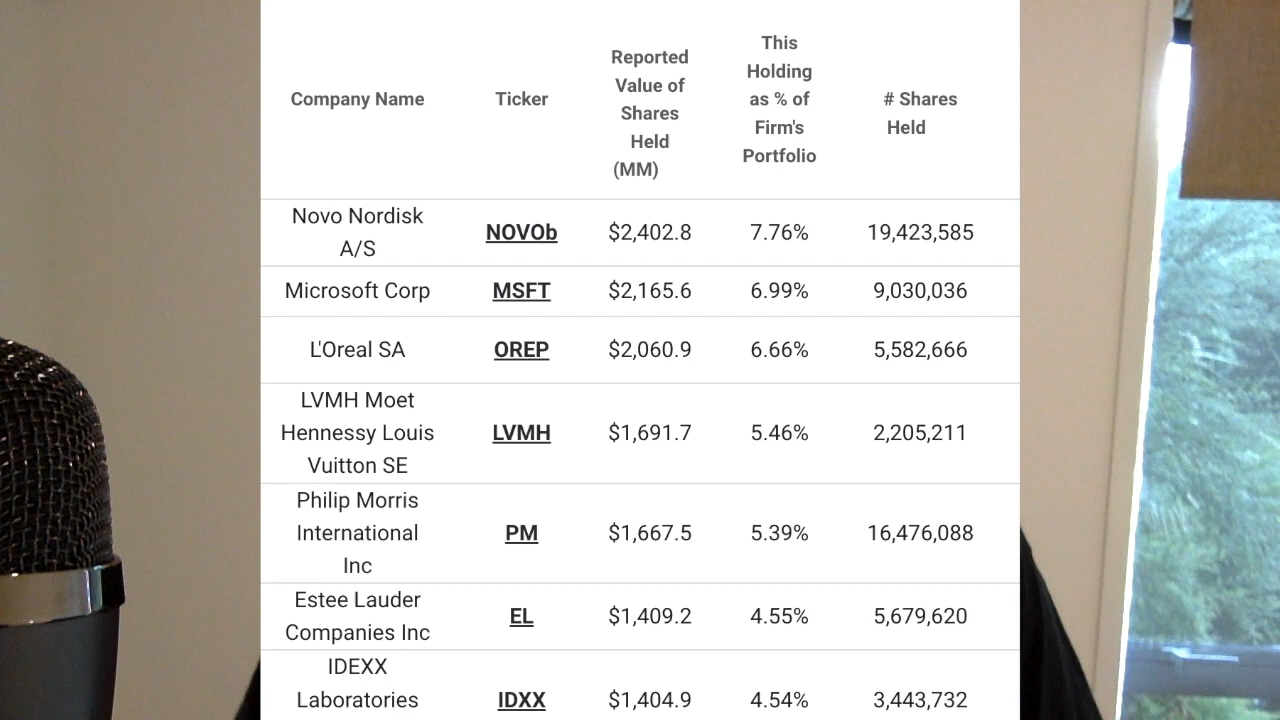 Company Name Ticker Reported Value of Shares Held (MM) This Holding as % of Firm's Portfolio # Shares Held
Novo Nordisk A/S NOVOb $2,402.8 7.76% 19,423,585
Microsoft Corp MSFT $2,165.6 6.99% 9,030,036
L'Oreal SA OREP $2,060.9 6.66% 5,582,666
LVMH Moet Hennessy Louis Vuitton SE LVMH $1,691.7 5.46% 2,205,211
Philip Morris International Inc PM $1,667.5 5.39% 16,476,088
Estee Lauder Companies Inc EL $1,409.2 4.55% 5,679,620
IDEXX Laboratories IDXX $1,404.9 4.54% 3,443,732